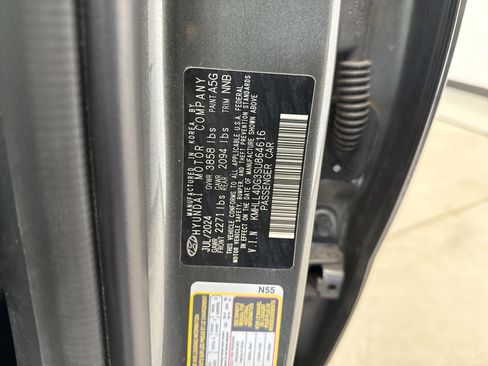 MANUFACTURED IN KOREA BY
HYUNDAI MOTOR COMPANY
JUL/2024 GVWR 3858 lbs PAINT A5G
GAWR FRONT 2271 lbs GAWR REAR 2094 lbs TRIM NNB
THIS VEHICLE CONFORMS TO ALL APPLICABLE U.S.A. FEDERAL
MOTOR VEHICLE SAFETY, BUMPER, AND THEFT PREVENTION STANDARDS
IN EFFECT ON THE DATE OF MANUFACTURE SHOWN ABOVE
V.I.N KMHLL4DG3SU864616
PASSENGER CAR
N55